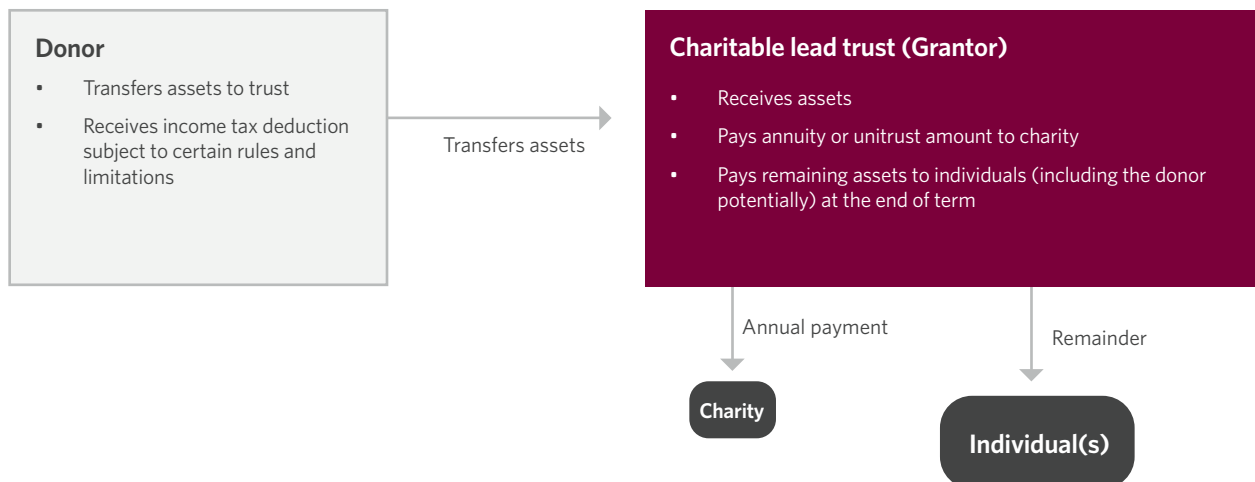 Donor
• Transfers assets to trust
• Receives income tax deduction
subject to certain rules and
limitations
Transfers assets
Charitable lead trust (Grantor)
• Receives assets
• Pays annuity or unitrust amount to charity
• Pays remaining assets to individuals (including the donor
potentially) at the end of term
Annual payment
Remainder
Charity
Individual(s)